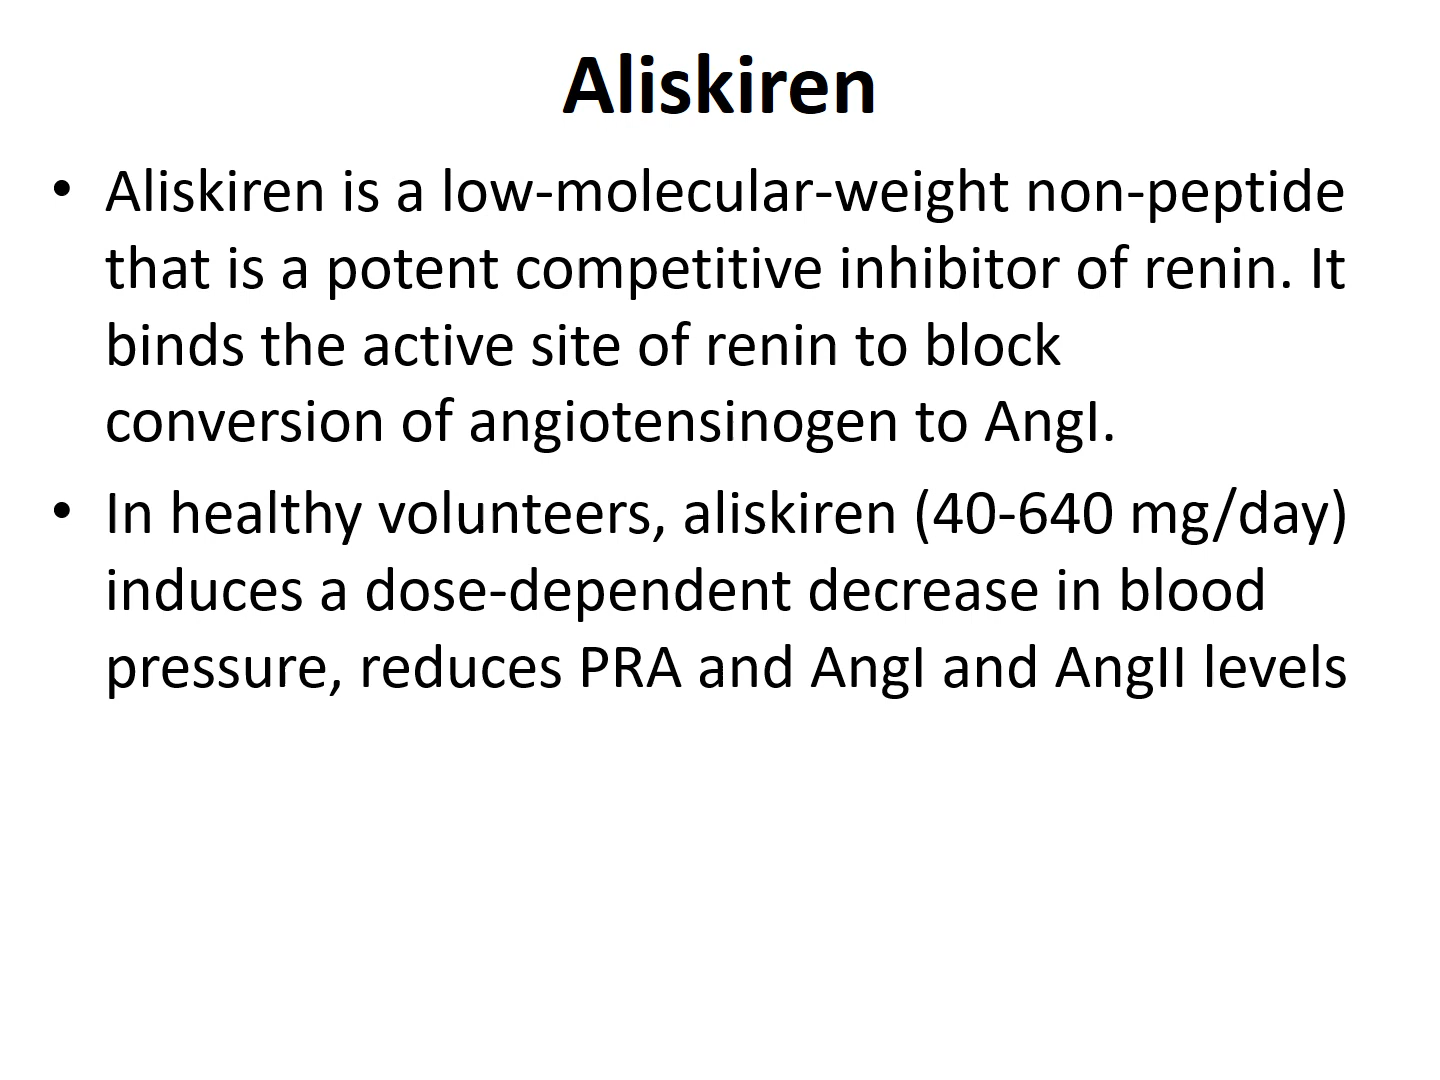 Aliskiren
• Aliskiren is a low-molecular-weight non-peptide
that is a potent competitive inhibitor of renin. It
binds the active site of renin to block
conversion of angiotensinogen to AngI.
• In healthy volunteers, aliskiren (40-640 mg/day)
induces a dose-dependent decrease in blood
pressure, reduces PRA and AngI and AngII levels